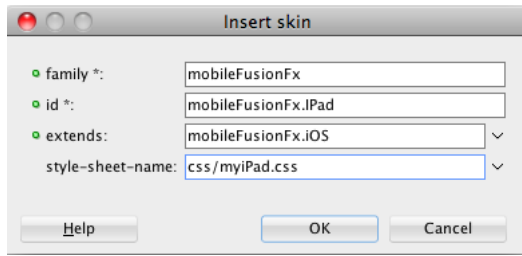 Insert skin
family *: mobileFusionFx
id *: mobileFusionFx.IPad
extends: mobileFusionFx.iOS
style-sheet-name: css/myiPad.css
Help OK Cancel